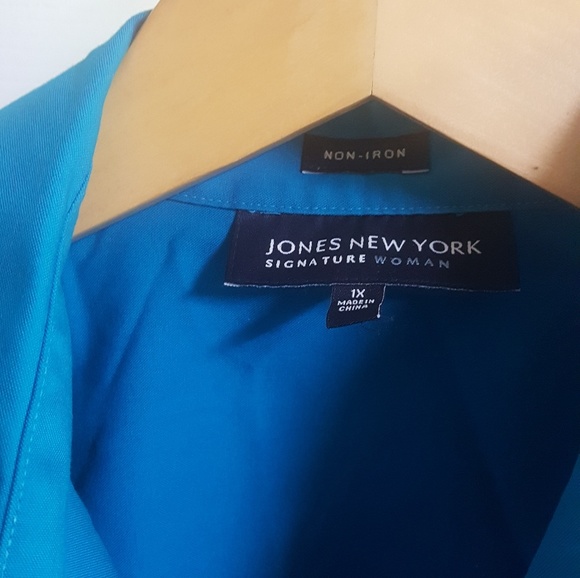 NON-IRON
JONES NEW YORK
SIGNATURE WOMAN
1X
MADE IN
CHINA